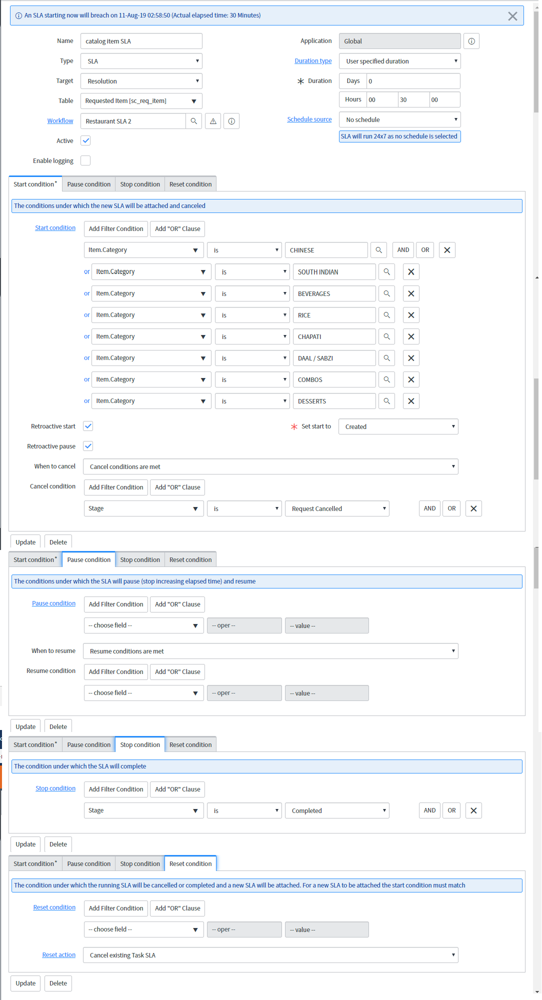 An SLA starting now will breach on 11-Aug-19 02:58:50 (Actual elapsed time: 30 Minutes)
Name catalog item SLA Application Global
Type SLA Duration type User specified duration
Target Resolution Duration Days 0
Table Requested Item [sc_req_item] Hours 00 30 00
Workflow Restaurant SLA 2 Schedule source No schedule
SLA will run 24x7 as no schedule is selected
Active
Enable logging
Start condition* Pause condition Stop condition Reset condition
The conditions under which the new SLA will be attached and canceled
Start condition Add Filter Condition Add "OR" Clause
Item.Category is CHINESE AND OR
or Item.Category is SOUTH INDIAN
or Item.Category is BEVERAGES
or Item.Category is RICE
or Item.Category is CHAPATI
or Item.Category is DAAL / SABZI
or Item.Category is COMBOS
or Item.Category is DESSERTS
Retroactive start Set start to Created
Retroactive pause
When to cancel Cancel conditions are met
Cancel condition Add Filter Condition Add "OR" Clause
Stage is Request Cancelled AND OR
Update Delete
Start condition* Pause condition Stop condition Reset condition
The conditions under which the SLA will pause (stop increasing elapsed time) and resume
Pause condition Add Filter Condition Add "OR" Clause
-- choose field -- -- oper -- -- value --
When to resume Resume conditions are met
Resume condition Add Filter Condition Add "OR" Clause
-- choose field -- -- oper -- -- value --
Update Delete
Start condition* Pause condition Stop condition Reset condition
The condition under which the SLA will complete
Stop condition Add Filter Condition Add "OR" Clause
Stage is Completed AND OR
Update Delete
Start condition* Pause condition Stop condition Reset condition
The condition under which the running SLA will be cancelled or completed and a new SLA will be attached. For a new SLA to be attached the start condition must match
Reset condition Add Filter Condition Add "OR" Clause
-- choose field -- -- oper -- -- value --
Reset action Cancel existing Task SLA
Update Delete